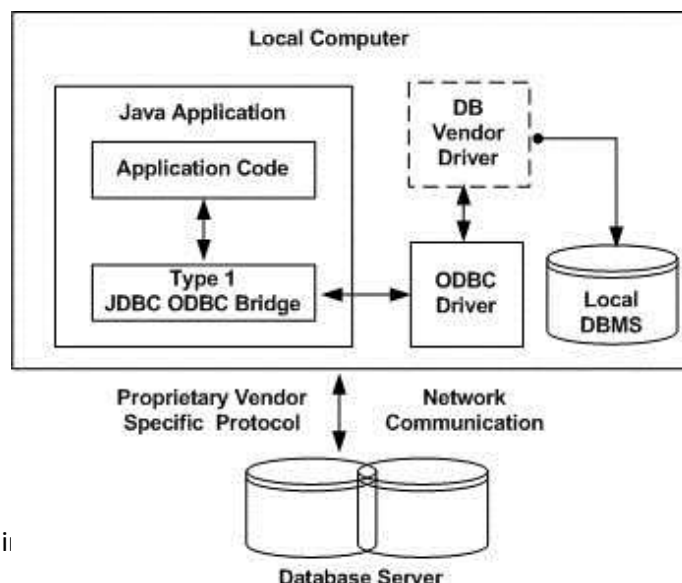 Local Computer
Java Application
Application Code
Type 1
JDBC ODBC Bridge
DB
Vendor
Driver
ODBC
Driver
Local
DBMS
Proprietary Vendor
Specific Protocol
Network
Communication
Database Server